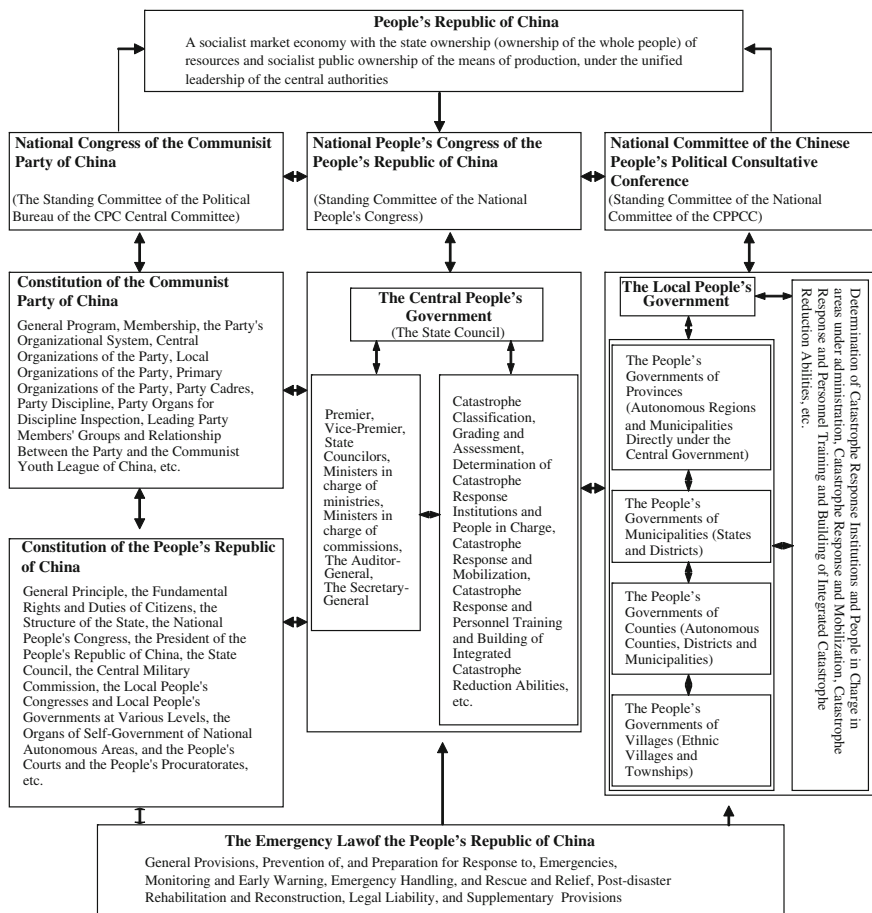 People's Republic of China
A socialist market economy with the state ownership (ownership of the whole people) of
resources and socialist public ownership of the means of production, under the unified
leadership of the central authorities
National Congress of the Communisit
Party of China
(The Standing Committee of the Political
Bureau of the CPC Central Committee)
National People's Congress of the
People's Republic of China
(Standing Committee of the National
People's Congress)
National Committee of the Chinese
People's Political Consultative
Conference
(Standing Committee of the National
Committee of the CPPCC)
Constitution of the Communist
Party of China
General Program, Membership, the Party's
Organizational System, Central
Organizations of the Party, Local
Organizations of the Party, Primary
Organizations of the Party, Party Cadres,
Party Discipline, Party Organs for
Discipline Inspection, Leading Party
Members' Groups and Relationship
Between the Party and the Communist
Youth League of China, etc.
Constitution of the People's Republic
of China
General Principle, the Fundamental
Rights and Duties of Citizens, the
Structure of the State, the National
People's Congress, the President of the
People's Republic of China, the State
Council, the Central Military
Commission, the Local People's
Congresses and Local People's
Governments at Various Levels, the
Organs of Self-Government of National
Autonomous Areas, and the People's
Courts and the People's Procuratorates,
etc.
The Central People's
Government
(The State Council)
Premier,
Vice-Premier,
State
Councilors,
Ministers in
charge of
ministries,
Ministers in
charge of
commissions,
The Auditor-
General,
The Secretary-
General
Catastrophe
Classification,
Grading and
Assessment,
Determination of
Catastrophe
Response
Institutions and
People in Charge,
Catastrophe
Response and
Mobilization,
Catastrophe
Response and
Personnel Training
and Building of
Integrated
Catastrophe
Reduction Abilities,
etc.
The Local People's
Government
The People's
Governments of
Provinces
(Autonomous Regions
and Municipalities
Directly under the
Central Government)
The People's
Governments of
Municipalities (States
and Districts)
The People's
Governments of
Counties (Autonomous
Counties, Districts and
Municipalities)
The People's
Governments of
Villages (Ethnic
Villages and
Townships)
Determination of Catastrophe Response Institutions and People in Charge in
areas under administration, Catastrophe Response and Mobilization, Catastrophe
Response and Personnel Training and Building of Integrated Catastrophe
Reduction Abilities, etc.
The Emergency Lawof the People's Republic of China
General Provisions, Prevention of, and Preparation for Response to, Emergencies,
Monitoring and Early Warning, Emergency Handling, and Rescue and Relief, Post-disaster
Rehabilitation and Reconstruction, Legal Liability, and Supplementary Provisions